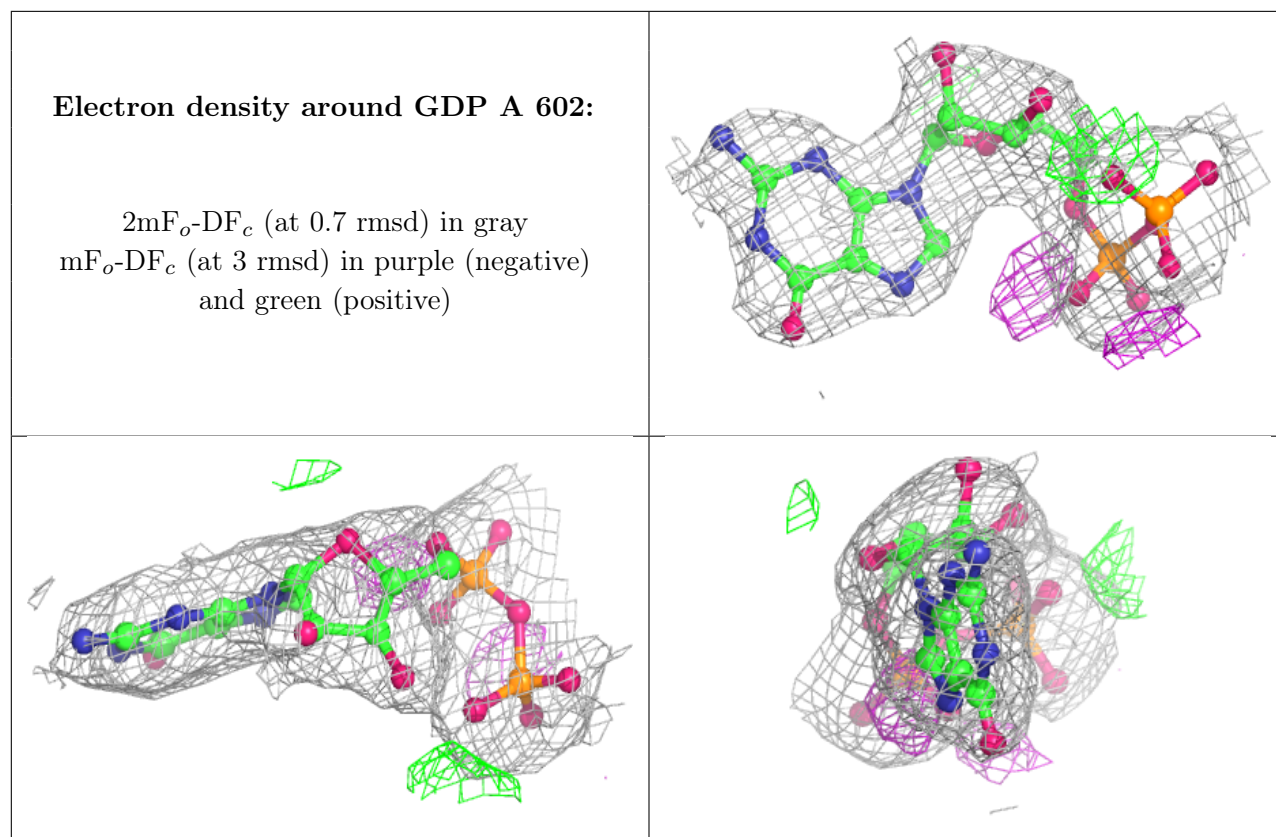 Electron density around GDP A 602:
2mFo-DFc (at 0.7 rmsd) in gray
mFo-DFc (at 3 rmsd) in purple (negative)
and green (positive)